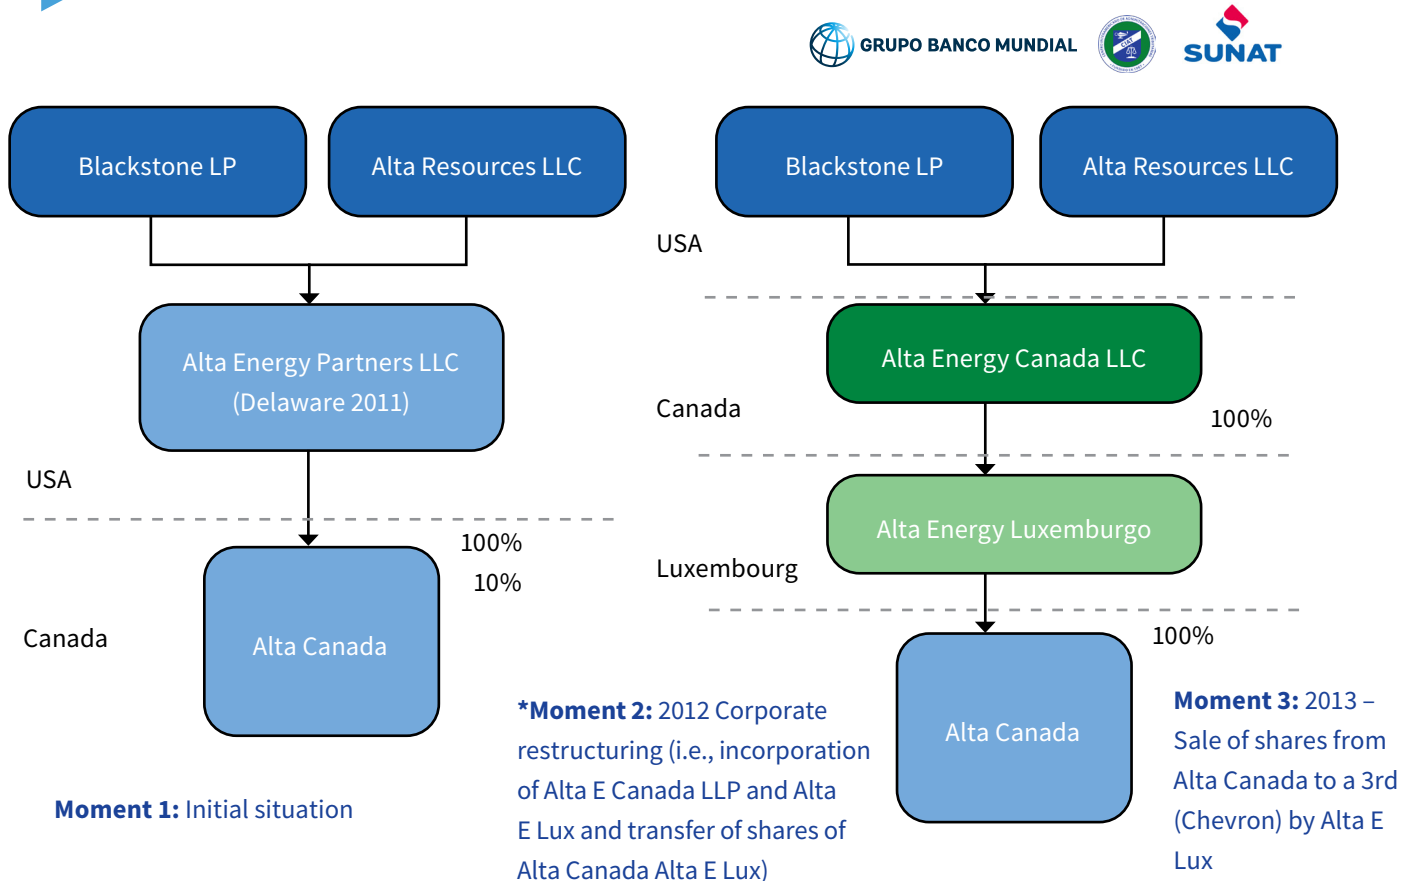 GRUPO BANCO MUNDIAL
CIAT
SUNAT
Blackstone LP
Alta Resources LLC
Alta Energy Partners LLC
(Delaware 2011)
USA
100%
10%
Canada
Alta Canada
Moment 1: Initial situation
Blackstone LP
Alta Resources LLC
USA
Alta Energy Canada LLC
Canada
100%
Alta Energy Luxemburgo
Luxembourg
100%
Alta Canada
*Moment 2: 2012 Corporate
restructuring (i.e., incorporation
of Alta E Canada LLP and Alta
E Lux and transfer of shares of
Alta Canada Alta E Lux)
Moment 3: 2013 –
Sale of shares from
Alta Canada to a 3rd
(Chevron) by Alta E
Lux